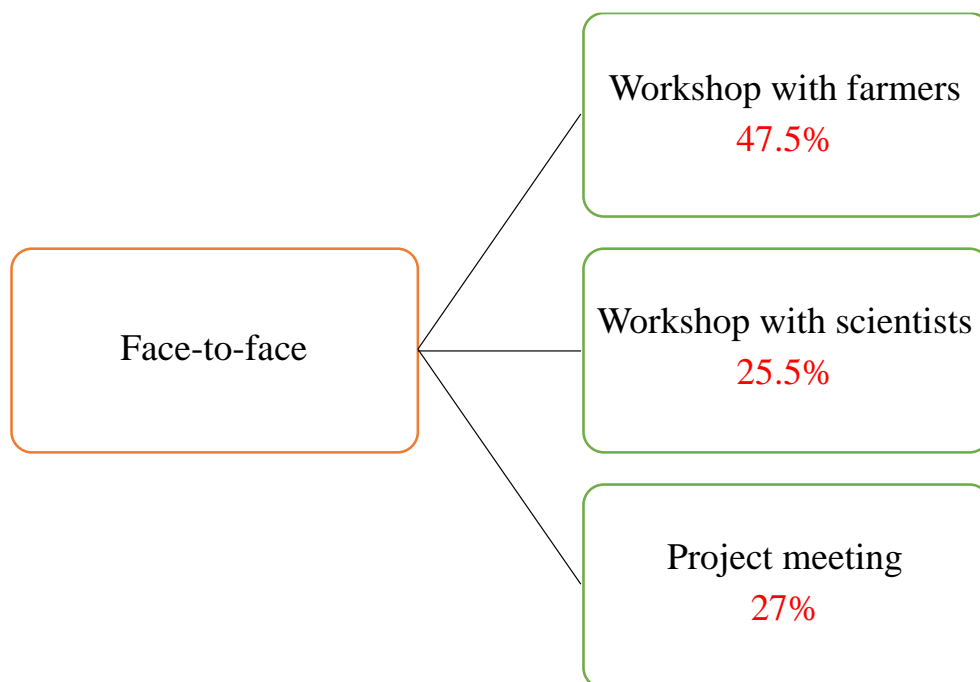 Workshop with farmers
47.5%
Face-to-face
Workshop with scientists
25.5%
Project meeting
27%